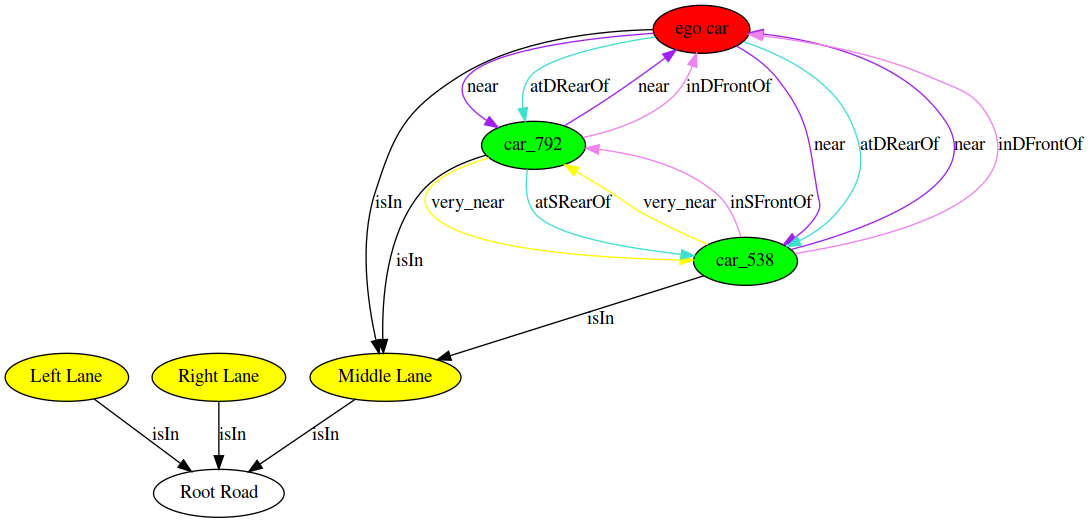 ego car
near
atDRearOf
near
inDFrontOf
car_792
near
atDRearOf
near
inDFrontOf
isIn
very_near
atSRearOf
very_near
inSFrontOf
isIn
car_538
isIn
Left Lane
Right Lane
Middle Lane
isIn
isIn
isIn
Root Road